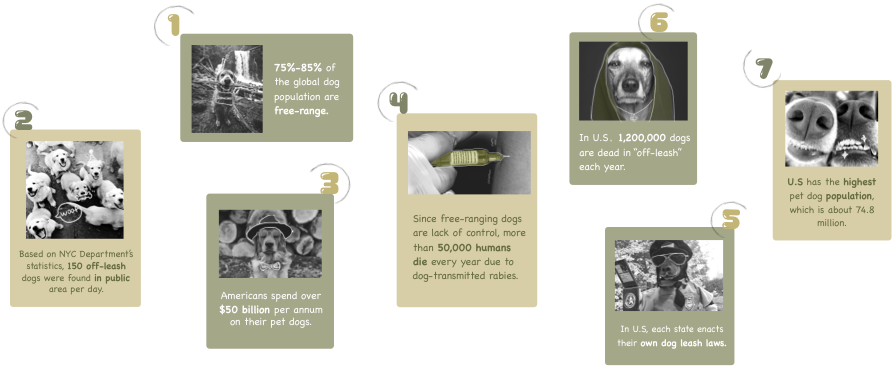 1
75%-85% of
the global dog
population are
free-range.
2
WOOF
Based on NYC Department's
statistics, 150 off-leash
dogs were found in public
area per day.
3
Americans spend over
$50 billion per annum
on their pet dogs.
4
Since free-ranging dogs
are lack of control, more
than 50,000 humans
die every year due to
dog-transmitted rabies.
5
In U.S, each state enacts
their own dog leash laws.
6
In U.S. 1,200,000 dogs
are dead in "off-leash"
each year.
7
U.S has the highest
pet dog population,
which is about 74.8
million.